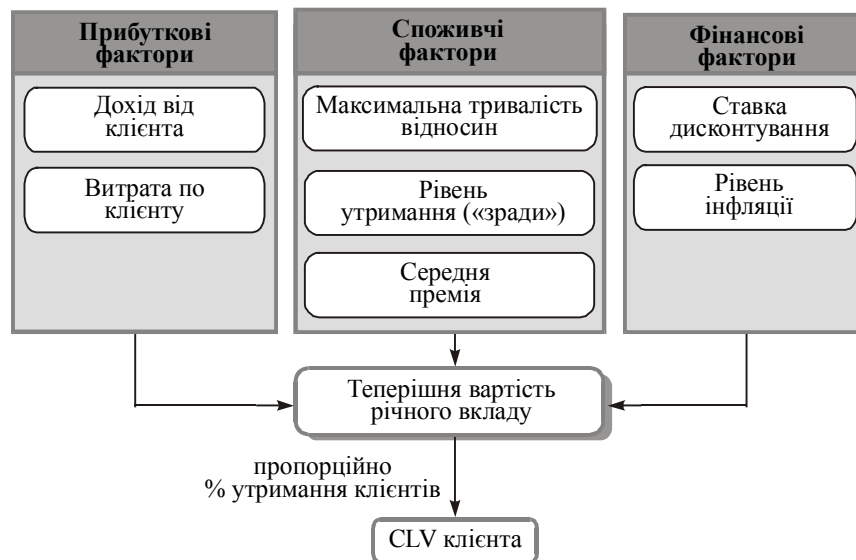 Прибуткові
фактори
Дохід від
клієнта
Витрата по
клієнту
Споживчі
фактори
Максимальна тривалість
відносин
Рівень
утримання («зради»)
Середня
премія
Фінансові
фактори
Ставка
дисконтування
Рівень
інфляції
Теперішня вартість
річного вкладу
пропорційно
% утримання клієнтів
CLV клієнта